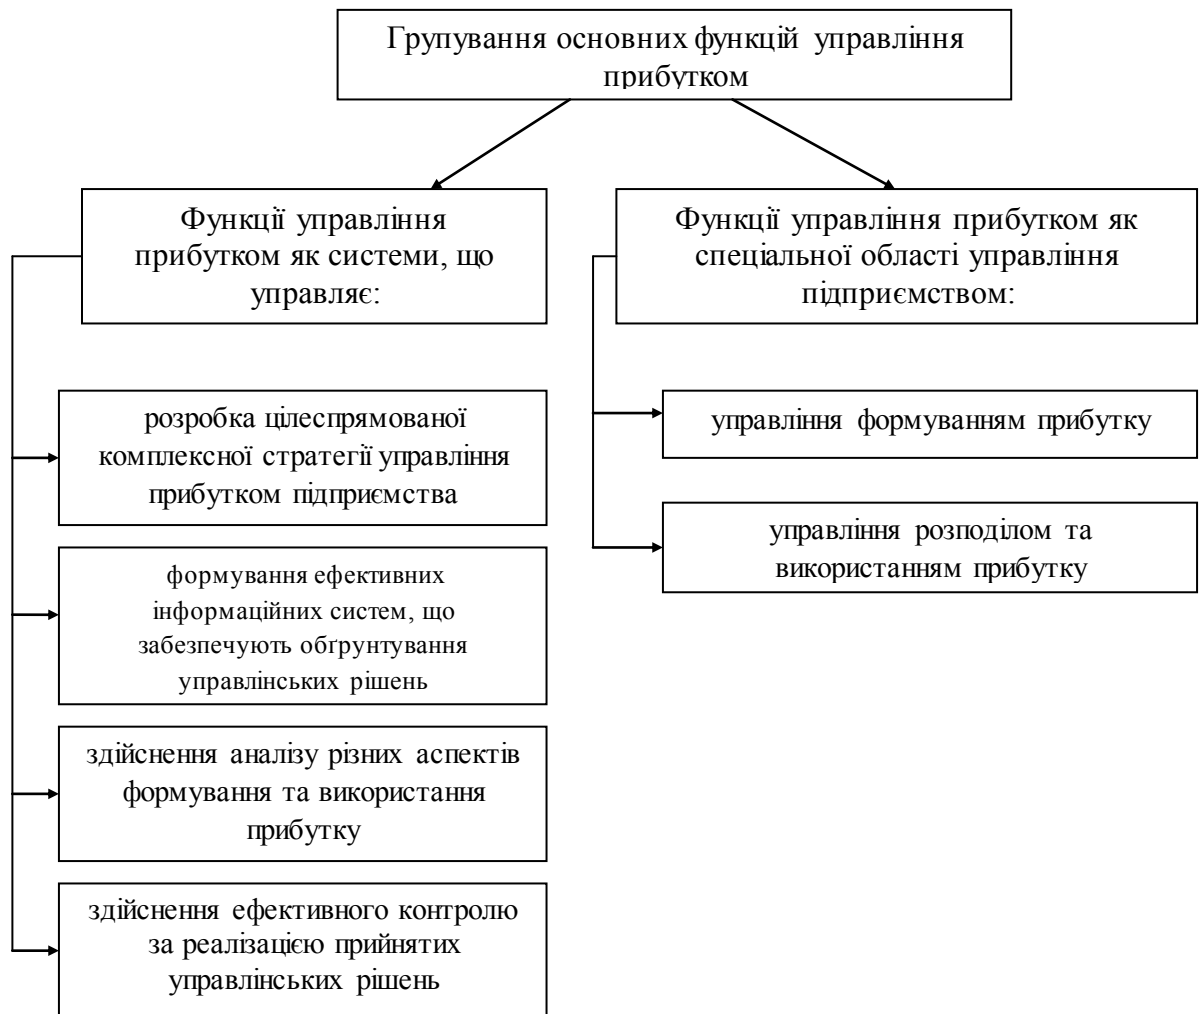 Групування основних функцій управління
прибутком
Функції управління
прибутком як системи, що
управляє:
Функції управління прибутком як
спеціальної області управління
підприємством:
розробка цілеспрямованої
комплексної стратегії управління
прибутком підприємства
формування ефективних
інформаційних систем, що
забезпечують обґрунтування
управлінських рішень
здійснення аналізу різних аспектів
формування та використання
прибутку
здійснення ефективного контролю
за реалізацією прийнятих
управлінських рішень
управління формуванням прибутку
управління розподілом та
використанням прибутку